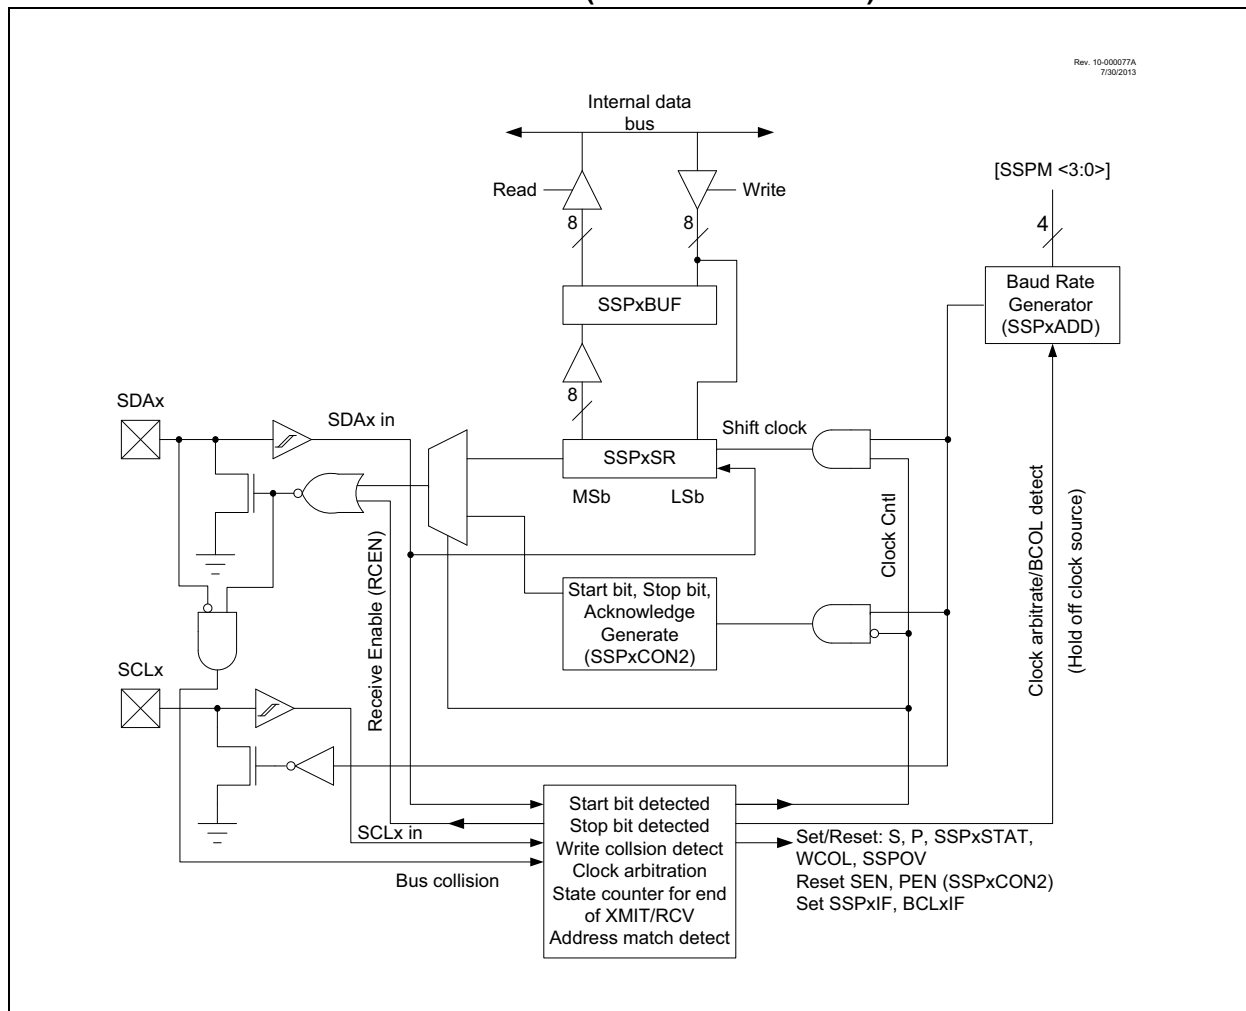 Rev. 10-000077A
7/30/2013
Internal data
bus
[SSPM <3:0>]
Read
Write
8
8
4
Baud Rate
Generator
(SSPxADD)
SSPxBUF
8
SDAx
SDAx in
Shift clock
SSPxSR
MSb
LSb
Receive Enable (RCEN)
Clock Cntl
Clock arbitrate/BCOL detect
(Hold off clock source)
Start bit, Stop bit,
Acknowledge
Generate
(SSPxCON2)
SCLx
SCLx in
Bus collision
Start bit detected
Stop bit detected
Write collsion detect
Clock arbitration
State counter for end
of XMIT/RCV
Address match detect
Set/Reset: S, P, SSPxSTAT,
WCOL, SSPOV
Reset SEN, PEN (SSPxCON2)
Set SSPxIF, BCLxIF